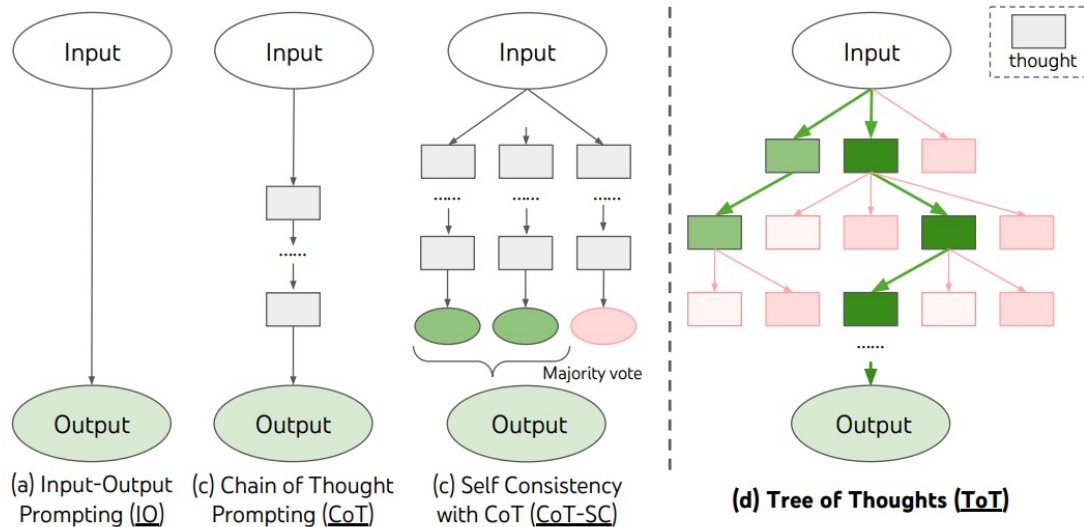 Input
Output
(a) Input-Output
Prompting (IO)
Input
......
Output
(c) Chain of Thought
Prompting (CoT)
Input
...... ...... ......
Majority vote
Output
(c) Self Consistency
with CoT (CoT-SC)
Input
thought
......
Output
(d) Tree of Thoughts (ToT)